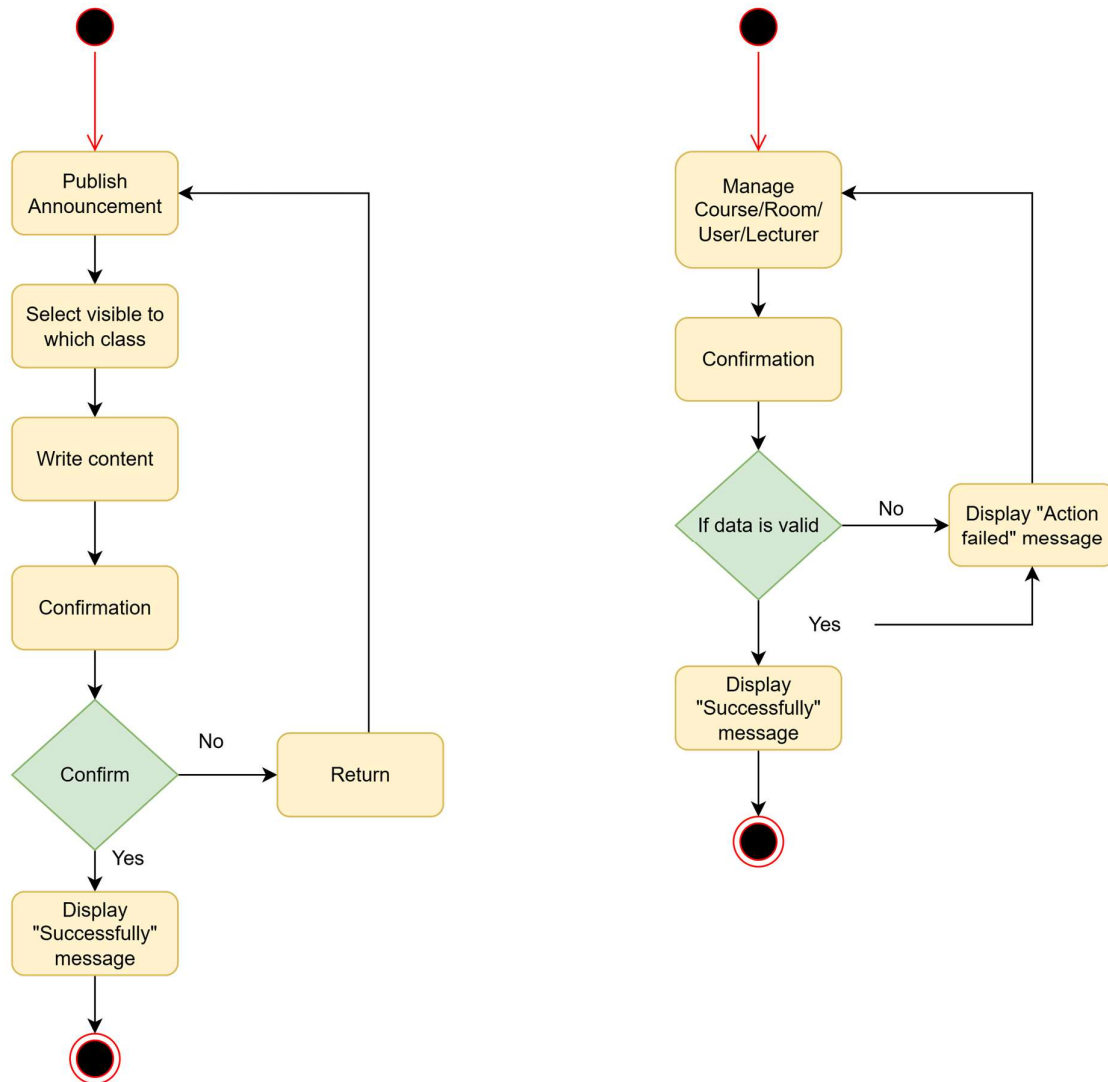 Publish
Announcement
Select visible to
which class
Write content
Confirmation
Confirm
No
Return
Yes
Display
"Successfully"
message
Manage
Course/Room/
User/Lecturer
Confirmation
If data is valid
No
Display "Action
failed" message
Yes
Display
"Successfully"
message